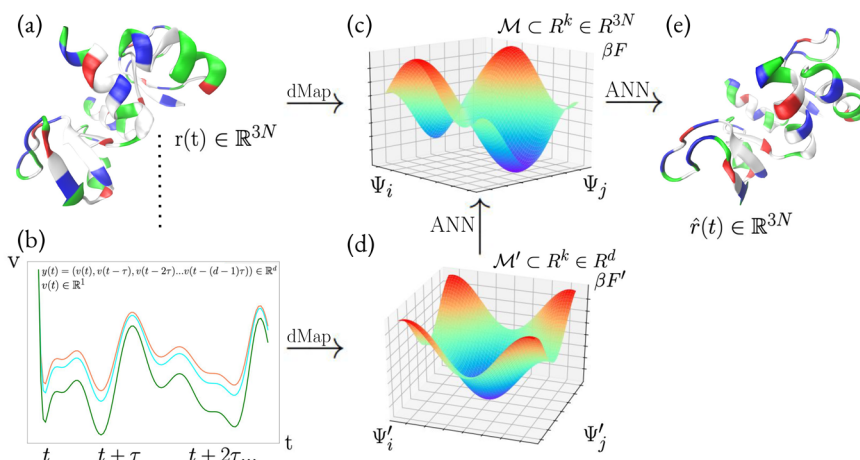 (a)
r(t) ∈ ℝ^{3N}
dMap
(c)
ℳ ⊂ R^k ∈ R^{3N}
βF
Ψ_i
Ψ_j
ANN
(e)
r̂(t) ∈ ℝ^{3N}
(b)
v
y(t) = (v(t), v(t − τ), v(t − 2τ)...v(t − (d − 1)τ)) ∈ ℝ^d
v(t) ∈ ℝ^1
t
t + τ
t + 2τ...
t
dMap
ANN
(d)
ℳ′ ⊂ R^k ∈ R^d
βF′
Ψ′_i
Ψ′_j